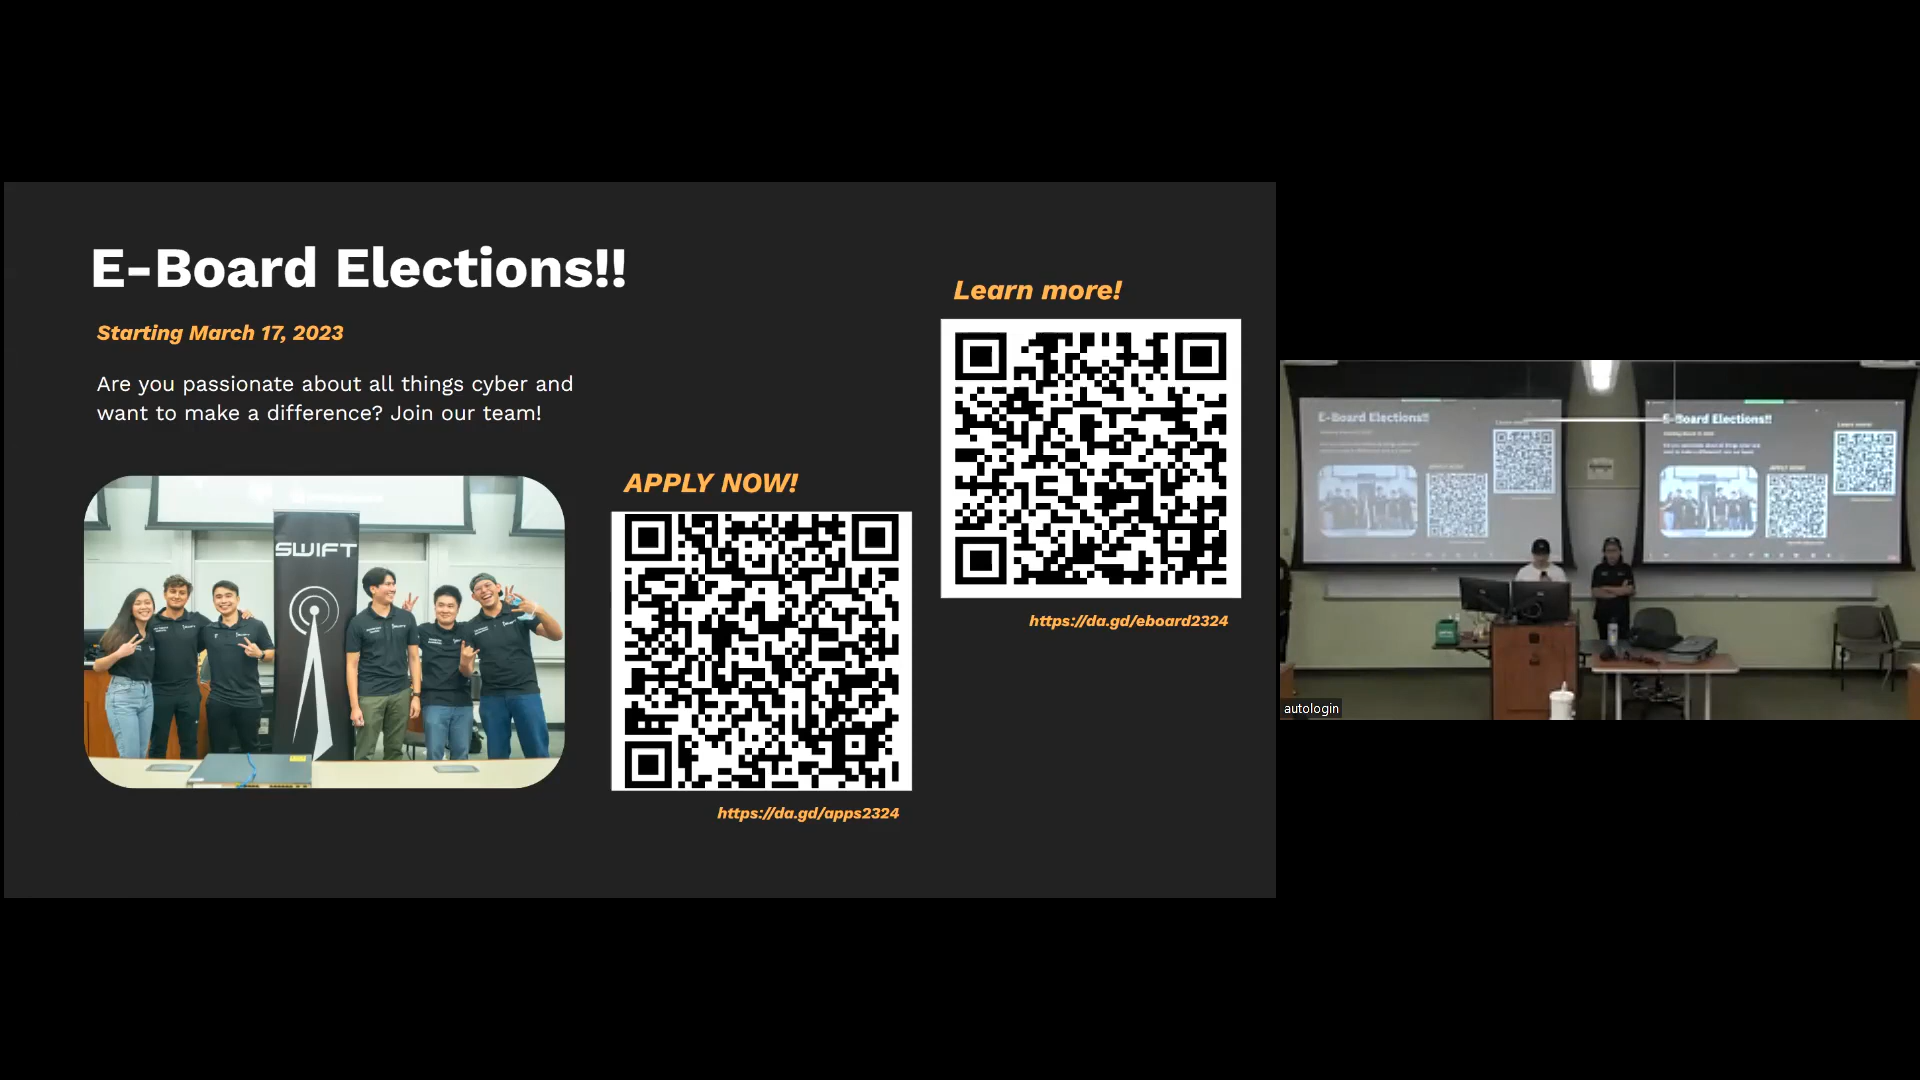 E-Board Elections!!
Starting March 17, 2023
Are you passionate about all things cyber and
want to make a difference? Join our team!
SWIFT
APPLY NOW!
https://da.gd/apps2324
Learn more!
https://da.gd/eboard2324
E-Board Elections!!
E-Board Elections!!
autologin